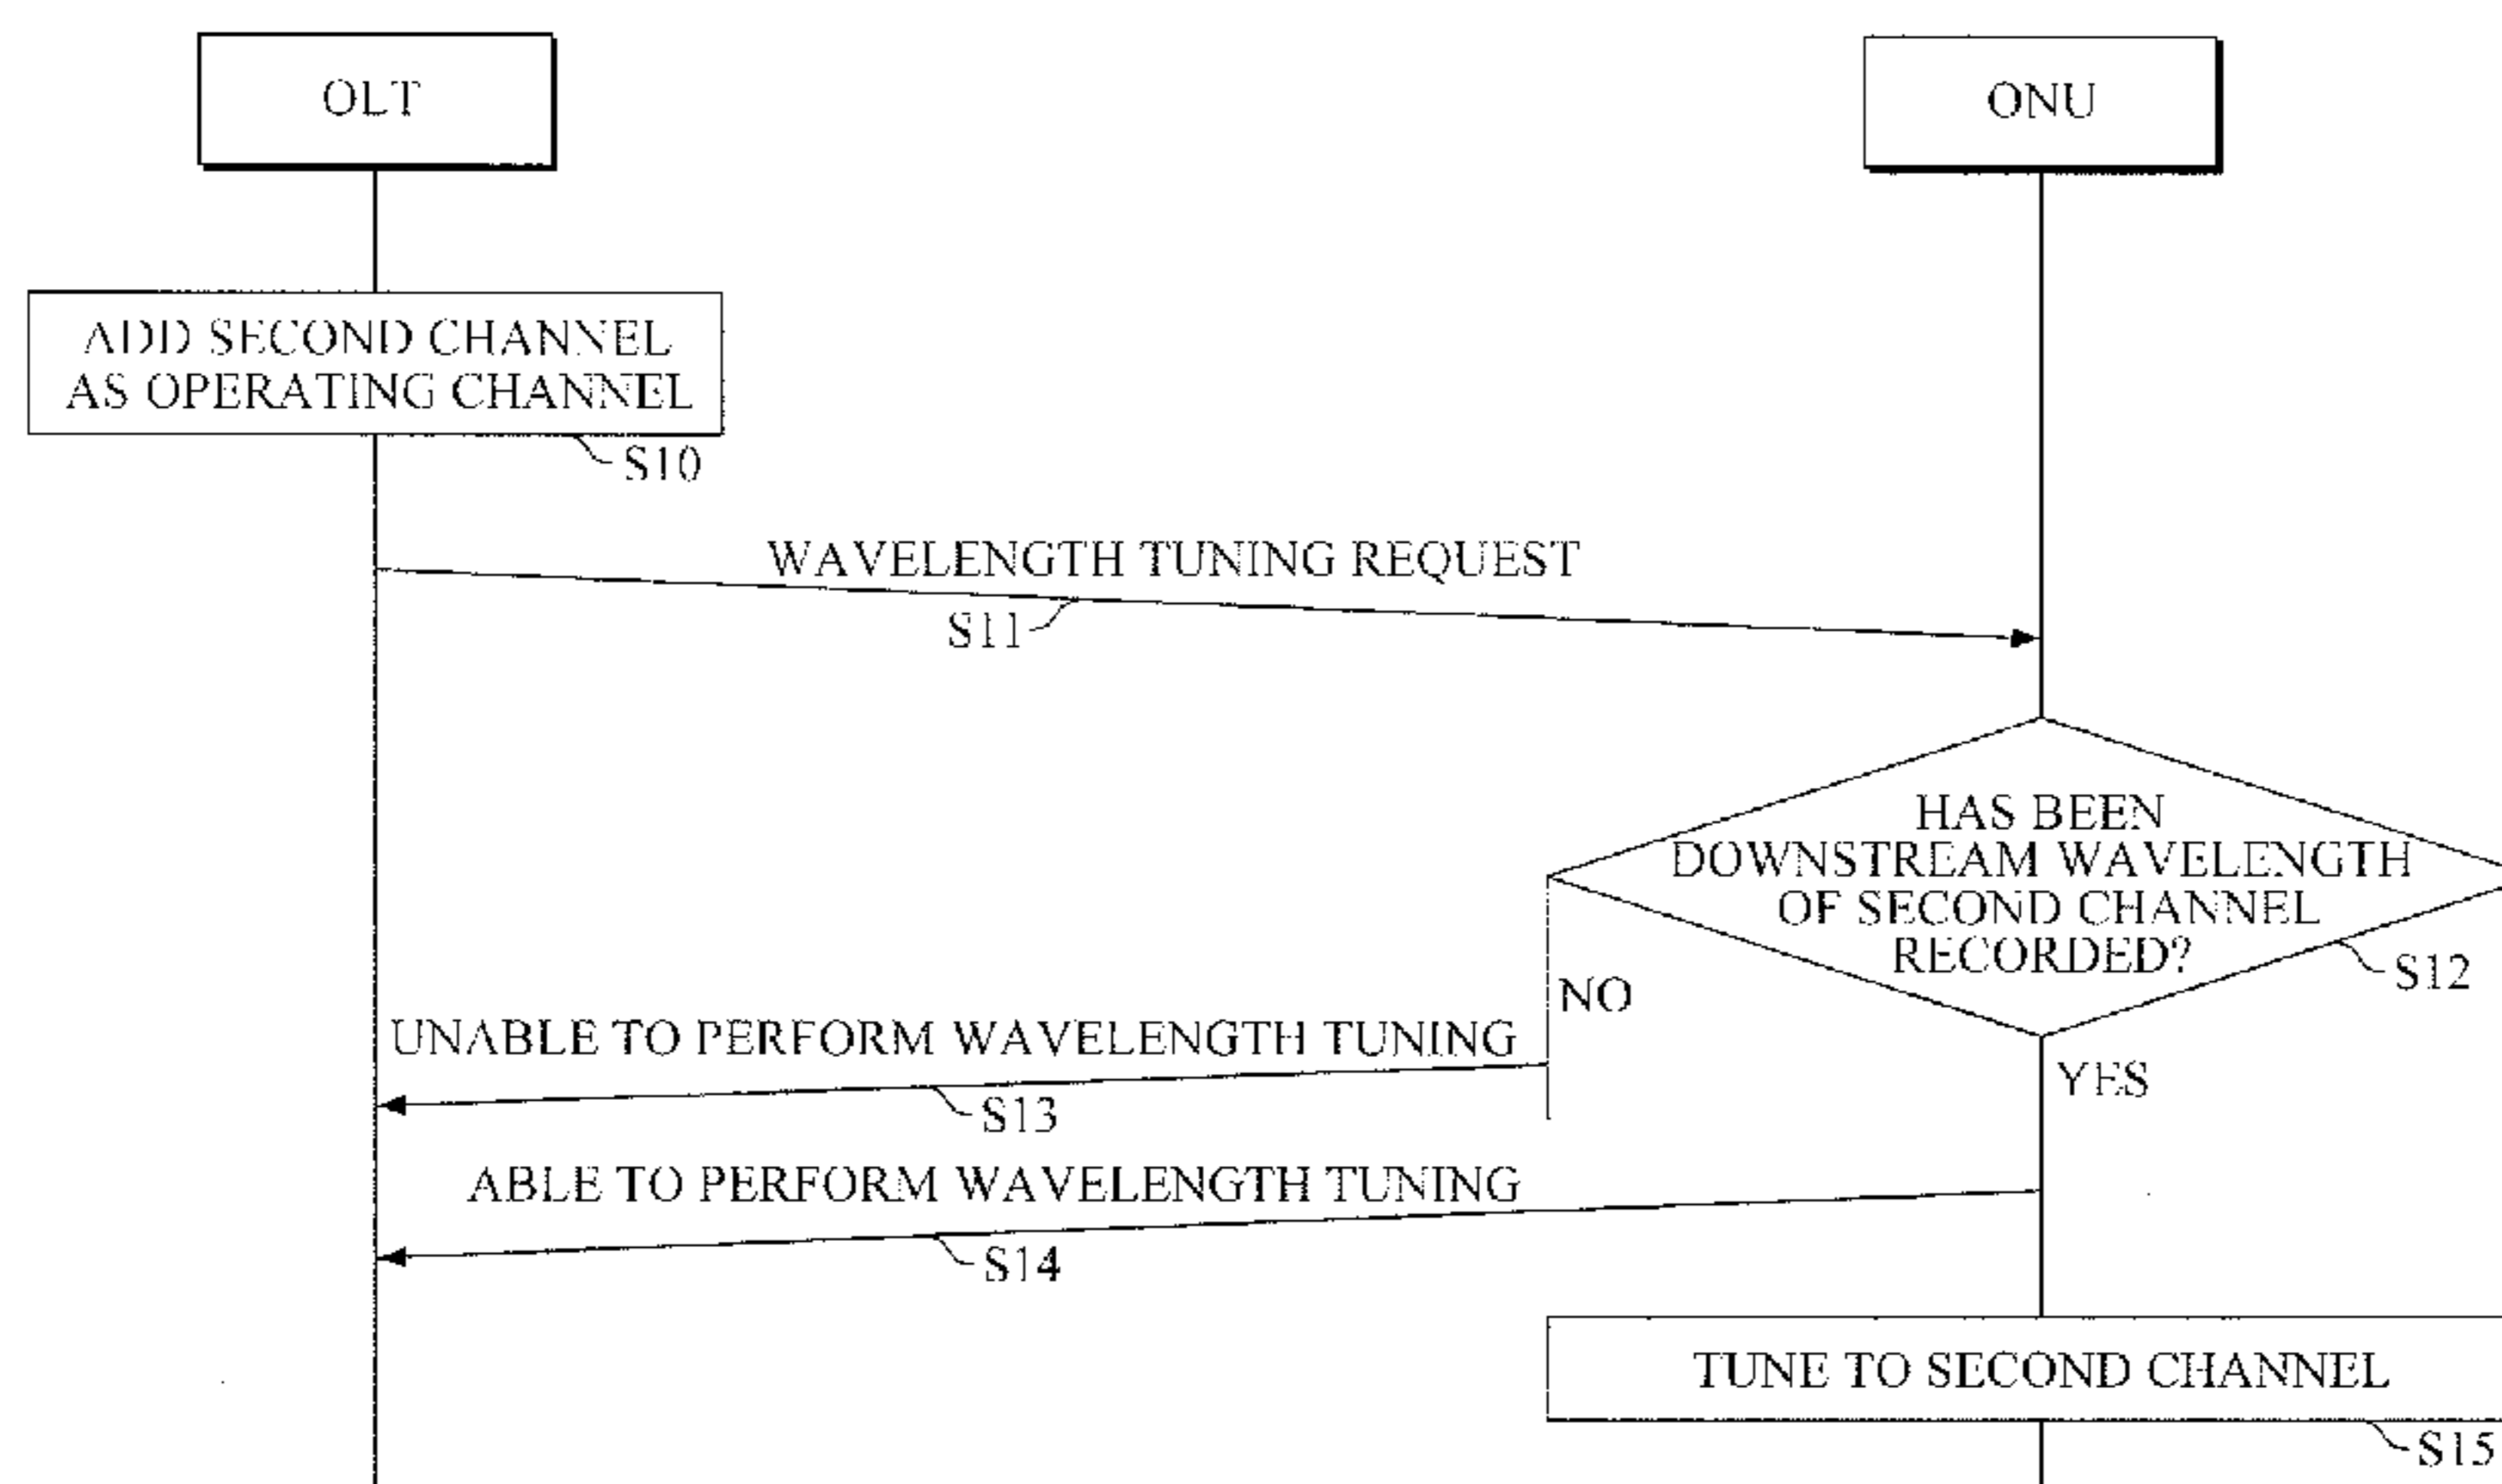 OLT
ONU
ADD SECOND CHANNEL
AS OPERATING CHANNEL
S10
WAVELENGTH TUNING REQUEST
S11
HAS BEEN
DOWNSTREAM WAVELENGTH
OF SECOND CHANNEL
RECORDED?
S12
NO
UNABLE TO PERFORM WAVELENGTH TUNING
YES
S13
ABLE TO PERFORM WAVELENGTH TUNING
S14
TUNE TO SECOND CHANNEL
S15